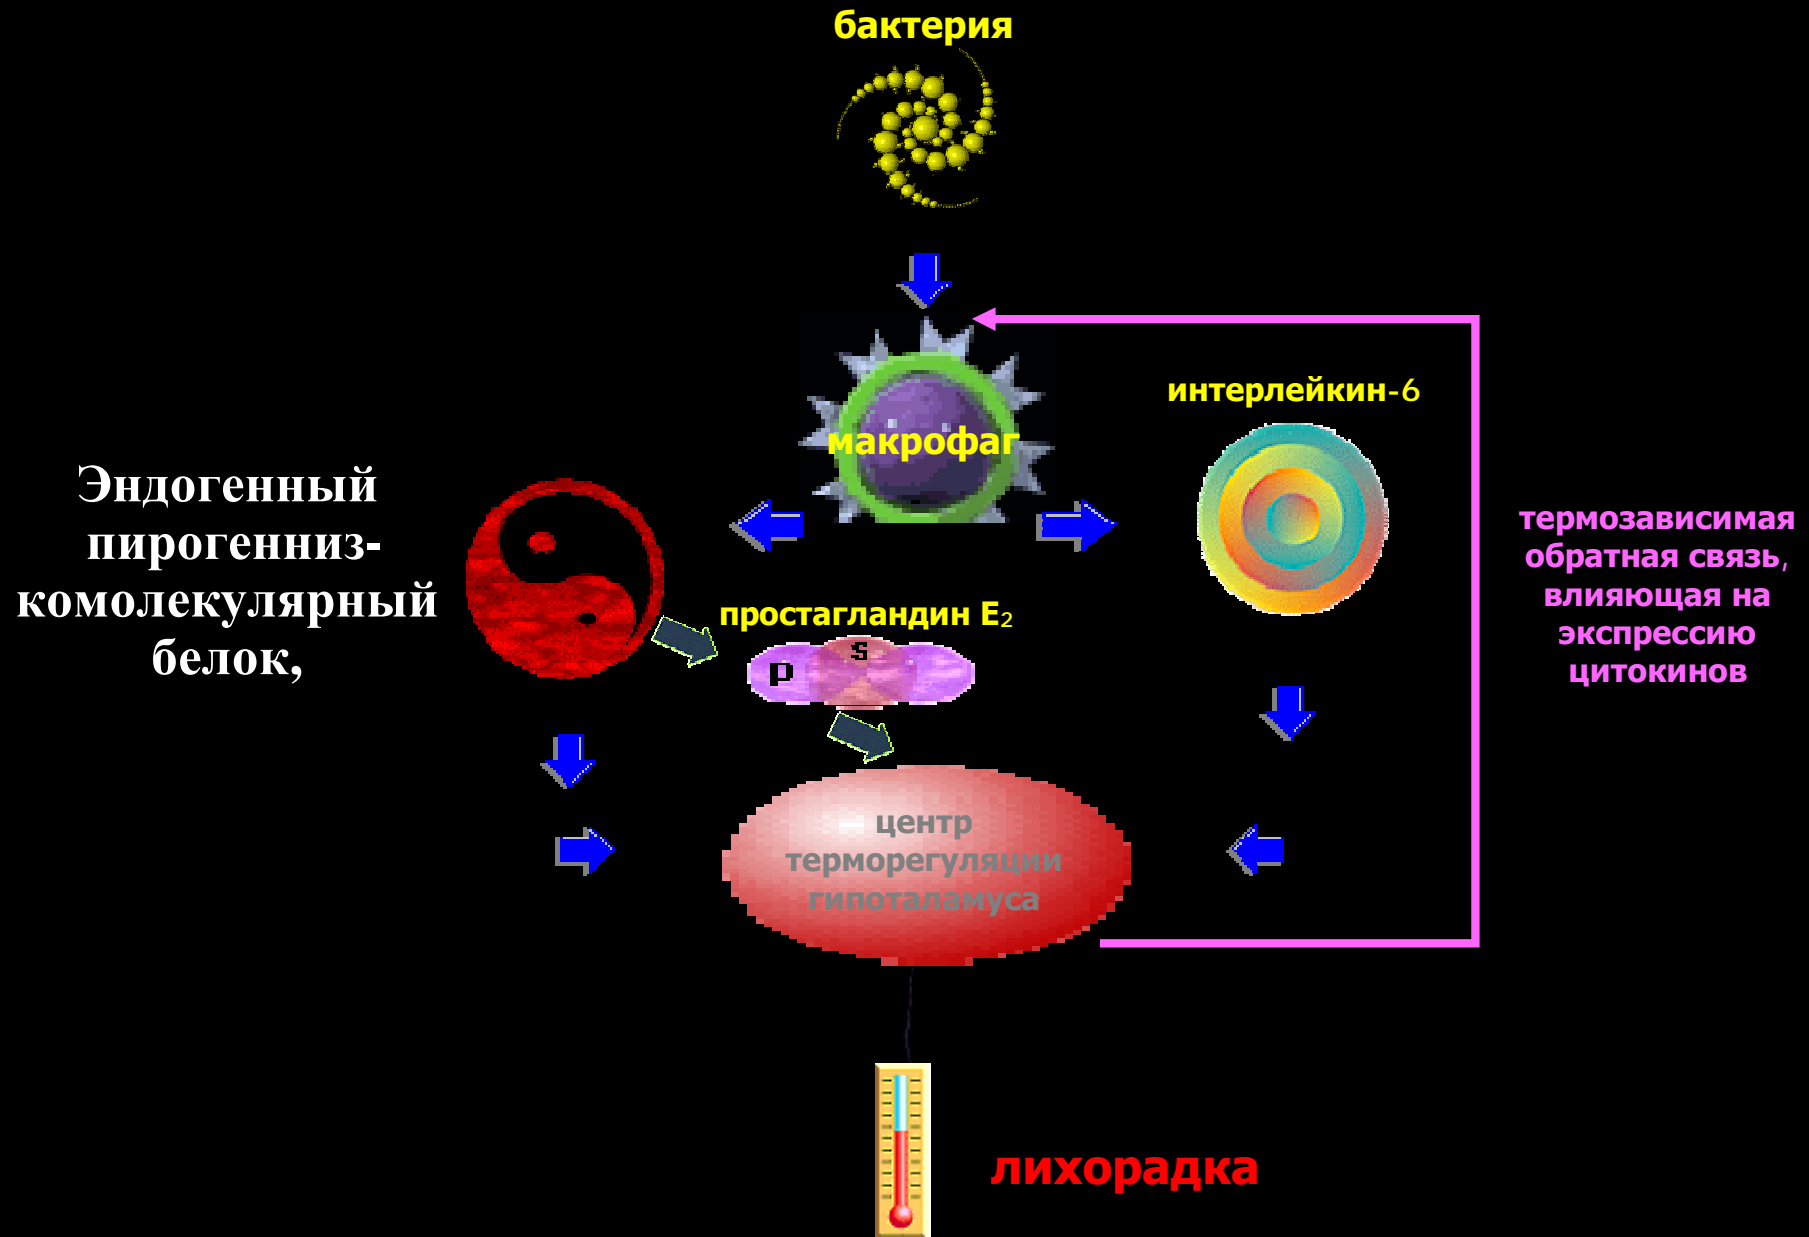 бактерия
макрофаг
интерлейкин-6
Эндогенный
пирогенниз-
комолекулярный
белок,
простагландин Е₂
s
p
термозависимая
обратная связь,
влияющая на
экспрессию
цитокинов
центр
терморегуляции
гипоталамуса
лихорадка